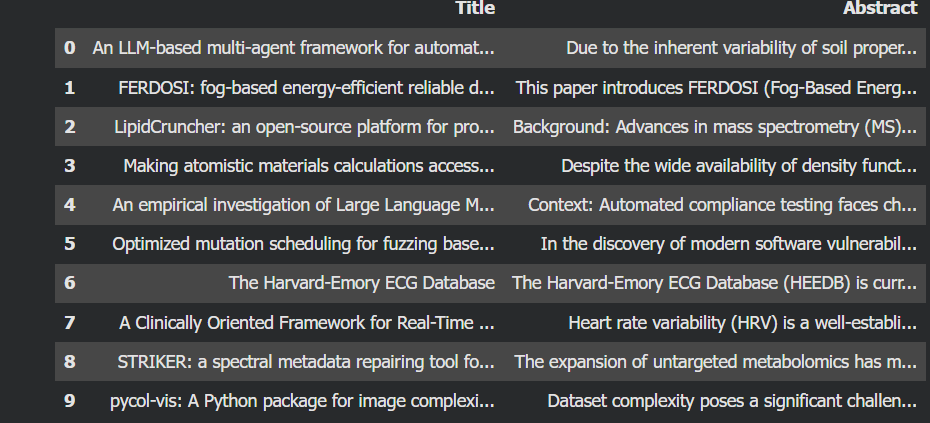 Title Abstract
0 An LLM-based multi-agent framework for automat... Due to the inherent variability of soil proper...
1 FERDOSI: fog-based energy-efficient reliable d... This paper introduces FERDOSI (Fog-Based Energ...
2 LipidCruncher: an open-source platform for pro... Background: Advances in mass spectrometry (MS)...
3 Making atomistic materials calculations access... Despite the wide availability of density funct...
4 An empirical investigation of Large Language M... Context: Automated compliance testing faces ch...
5 Optimized mutation scheduling for fuzzing base... In the discovery of modern software vulnerabil...
6 The Harvard-Emory ECG Database The Harvard-Emory ECG Database (HEEDB) is curr...
7 A Clinically Oriented Framework for Real-Time ... Heart rate variability (HRV) is a well-establi...
8 STRIKER: a spectral metadata repairing tool fo... The expansion of untargeted metabolomics has m...
9 pycol-vis: A Python package for image complexi... Dataset complexity poses a significant challen...